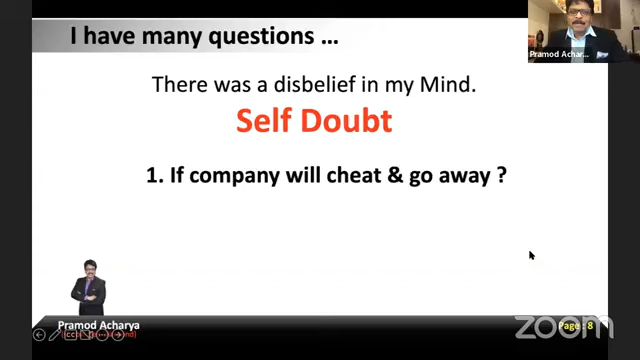 I have many questions ...
Pramod Achar...
There was a disbelief in my Mind.
Self Doubt
1. If company will cheat & go away ?
Pramod Acharya
Page : 8
zoom